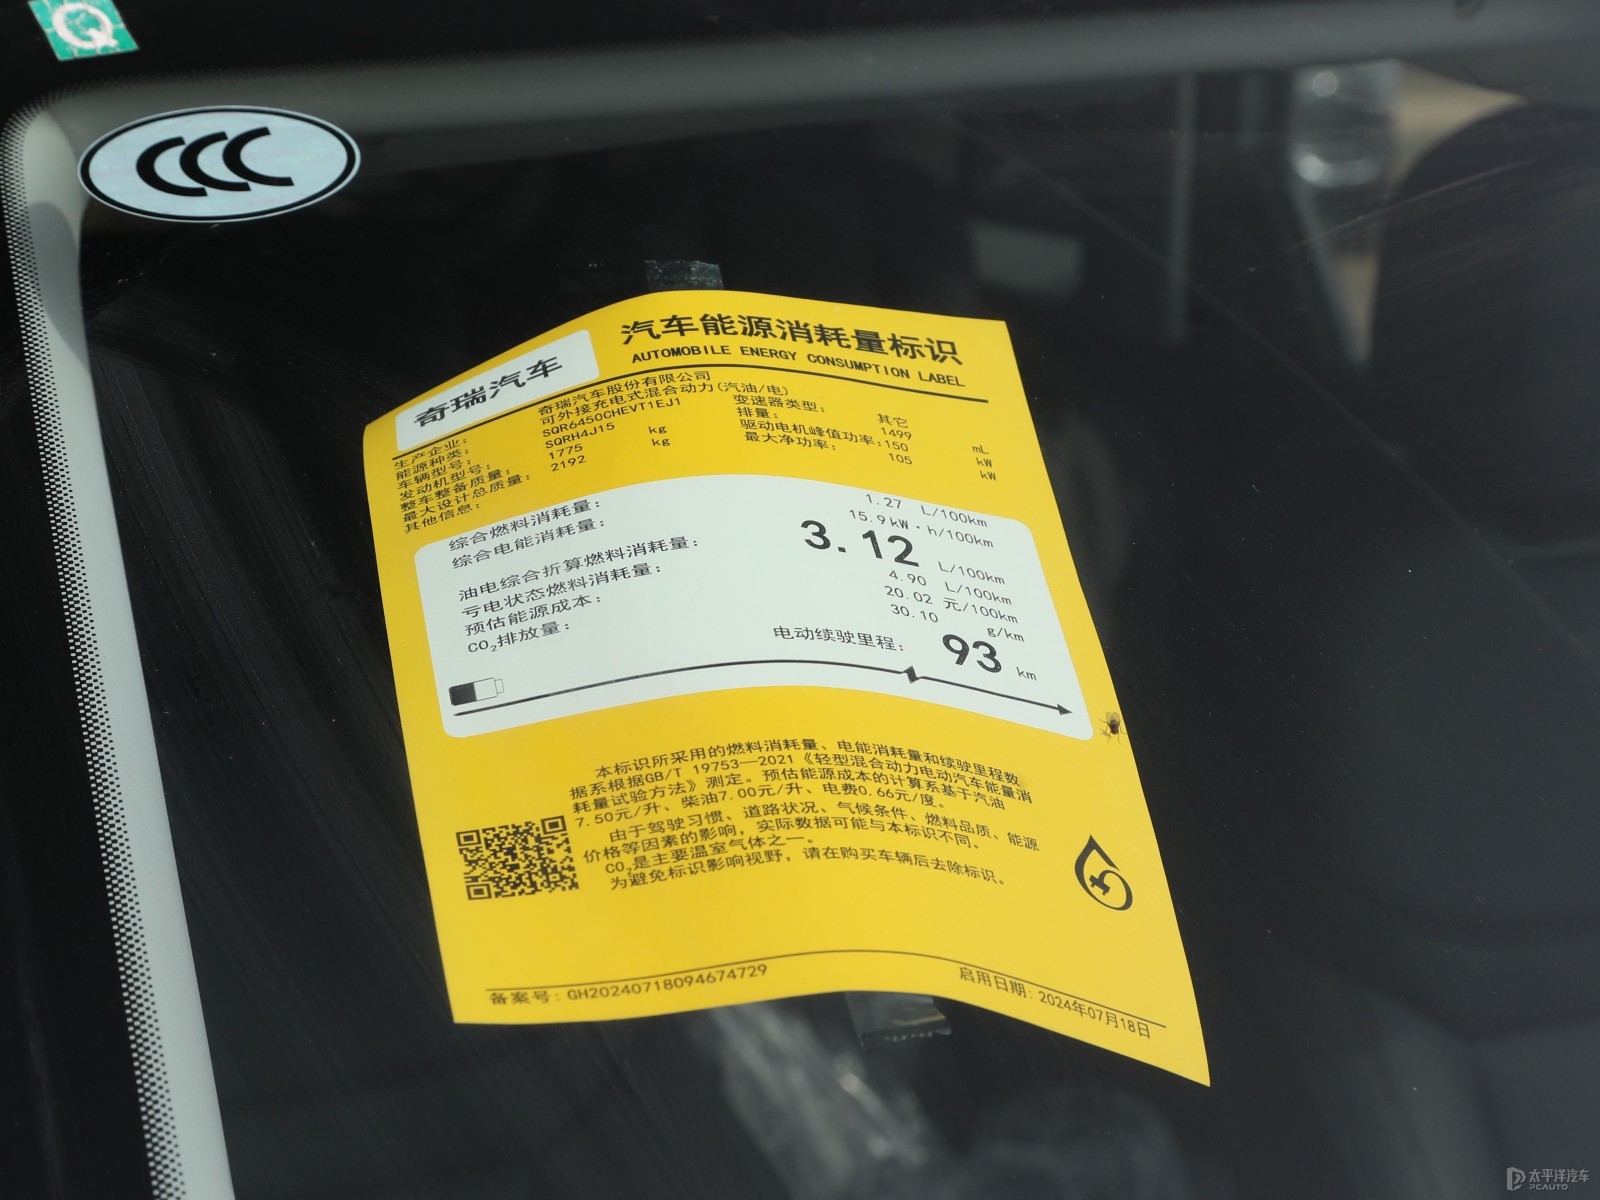 Q
CCC
奇瑞汽车
汽车能源消耗量标识
AUTOMOBILE ENERGY CONSUMPTION LABEL
生产企业: 奇瑞汽车股份有限公司
能源种类: 可外接充电式混合动力(汽油/电)
车辆型号: SQR6450CHEVT1EJ1 变速器类型: 其它
发动机型号: SQRH4J15 排量: 1499 mL
整车整备质量: 1775 kg 驱动电机峰值功率: 150 kW
最大设计总质量: 2192 kg 最大净功率: 105 kW
其他信息:
综合燃料消耗量: 1.27 L/100km
综合电能消耗量: 15.9 kW·h/100km
油电综合折算燃料消耗量: 3.12 L/100km
亏电状态燃料消耗量: 4.90 L/100km
预估能源成本: 20.02 元/100km
CO₂排放量: 30.10 g/km
电动续驶里程: 93 km
本标识所采用的燃料消耗量、电能消耗量和续驶里程数
据系根据GB/T 19753—2021《轻型混合动力电动汽车能量消
耗量试验方法》测定。预估能源成本的计算系基于汽油
7.50元/升、柴油7.00元/升、电费0.66元/度。
由于驾驶习惯、道路状况、气候条件、燃料品质、能源
价格等因素的影响，实际数据可能与本标识不同。
CO₂是主要温室气体之一。
为避免标识影响视野，请在购买车辆后去除标识。
备案号: GH20240718094674729
启用日期: 2024年07月18日
太平洋汽车
PCAUTO